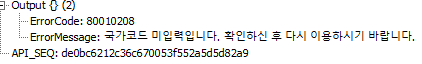 Output {} (2)
ErrorCode: 80010208
ErrorMessage: 국가코드 미입력입니다. 확인하신 후 다시 이용하시기 바랍니다.
API_SEQ: de0bc6212c36c670053f552a5d5d82a9